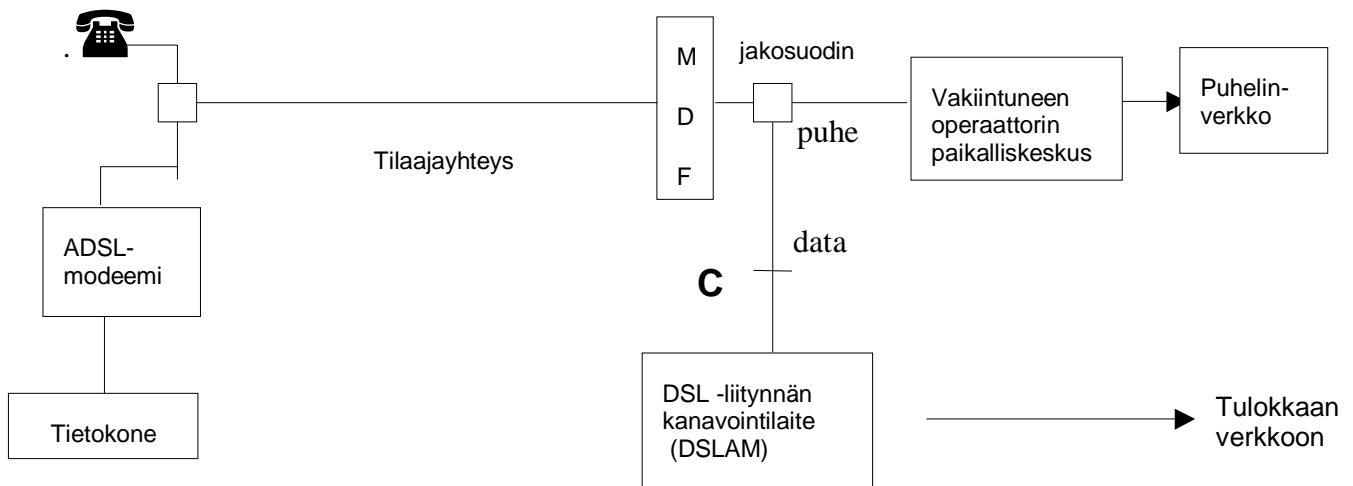 .
M
D
F
jakosuodin
Vakiintuneen
operaattorin
paikalliskeskus
Puhelin-
verkko
puhe
Tilaajayhteys
ADSL-
modeemi
data
C
DSL -liitynnän
kanavointilaite
(DSLAM)
Tulokkaan
verkkoon
Tietokone